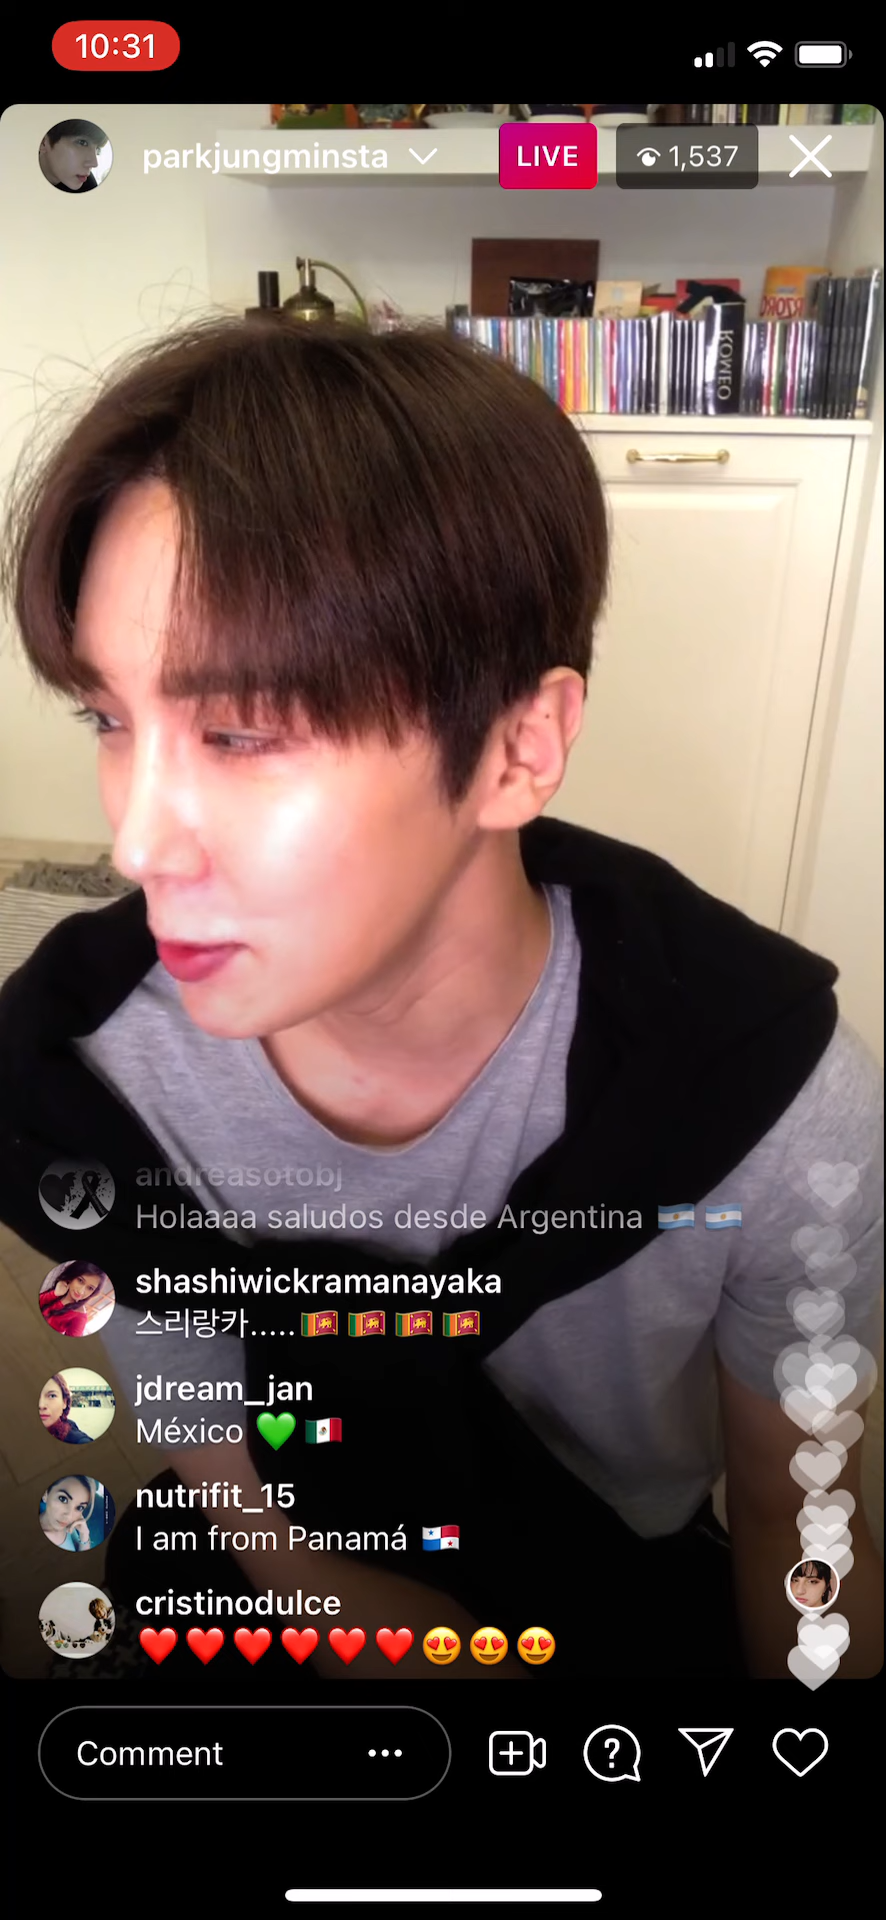 10:31
parkjungminsta
LIVE
1,537
ROMEO
andreasotobj
Holaaaa saludos desde Argentina 🇦🇷 🇦🇷
shashiwickramanayaka
스리랑카.....🇱🇰 🇱🇰 🇱🇰 🇱🇰
jdream_jan
México 💚 🇲🇽
nutrifit_15
I am from Panamá 🇵🇦
cristinodulce
❤️❤️❤️❤️❤️❤️😍😍😍
Comment